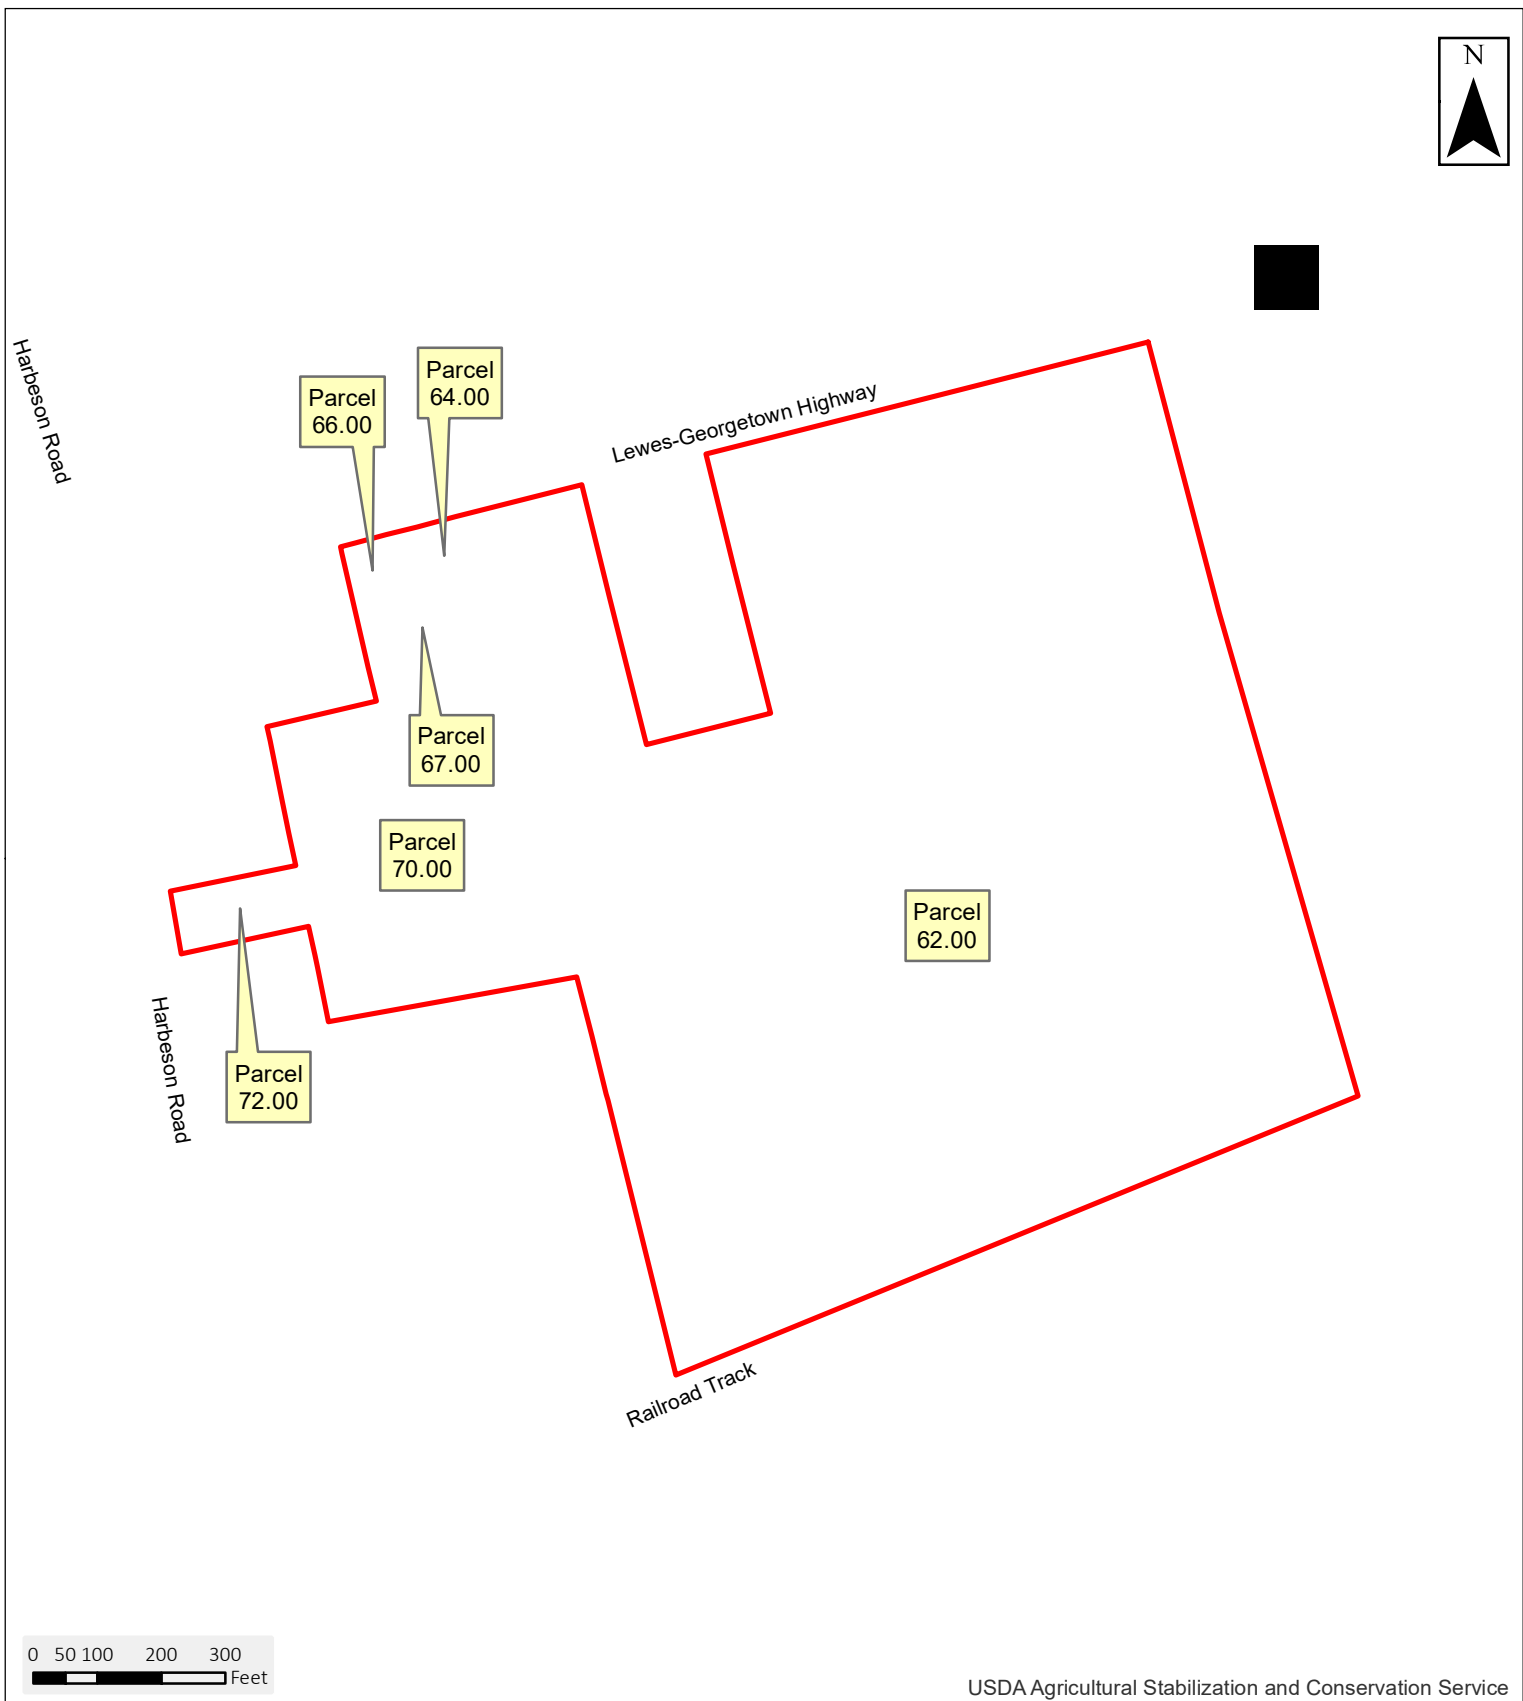 N
Harbeson Road
Parcel
64.00
Parcel
66.00
Lewes-Georgetown Highway
Parcel
67.00
Parcel
70.00
Parcel
62.00
Harbeson Road
Parcel
72.00
Railroad Track
0 50 100 200 300
Feet
USDA Agricultural Stabilization and Conservation Service